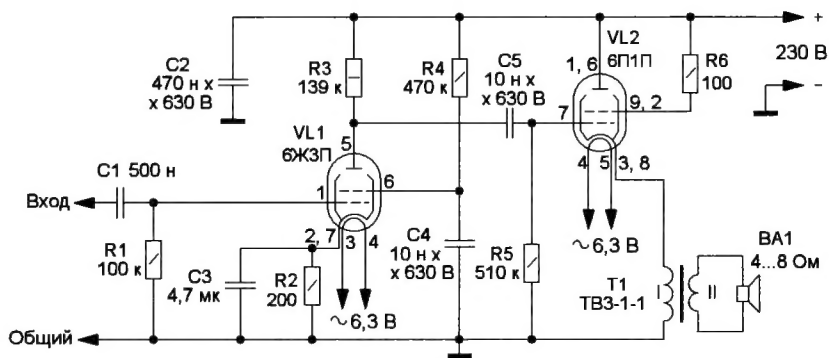 C2
470 н х
х 630 В
R3
139 к
R4
470 к
C5
10 н х
х 630 В
VL2
6П1П
1, 6
R6
100
+
230 В
–
7
9, 2
4
5
3, 8
VL1
6Ж3П
5
C1 500 н
Вход
1
6
2, 7
3
4
R1
100 к
C3
4,7 мк
R2
200
C4
10 н х
х 630 В
R5
510 к
~6,3 В
~6,3 В
T1
ТВЗ-1-1
I
II
BA1
4...8 Ом
Общий